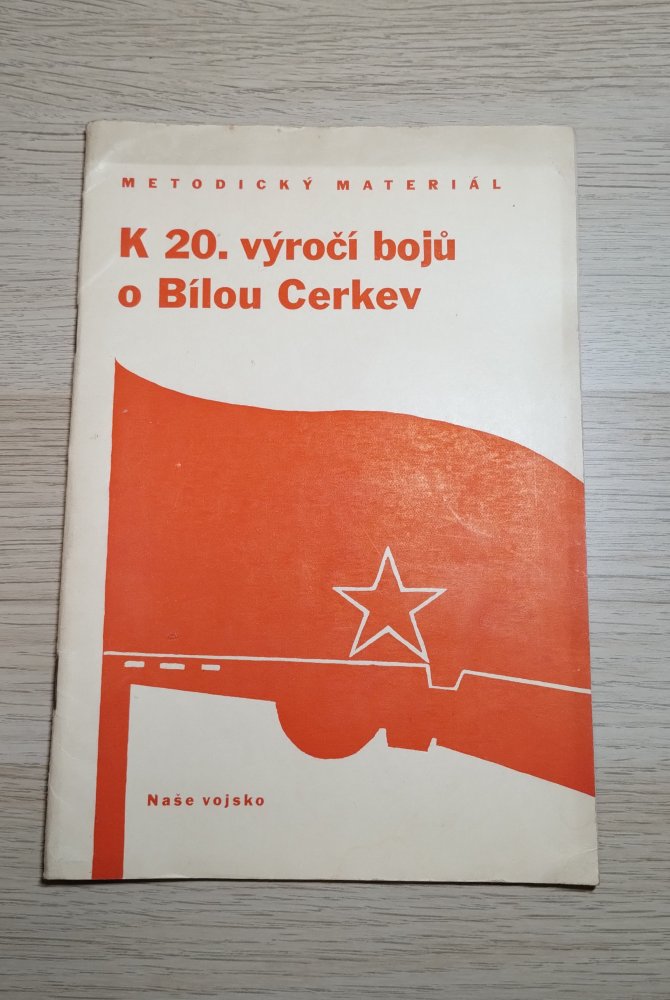 METODICKÝ MATERIÁL
K 20. výročí bojů
o Bílou Cerkev
Naše vojsko